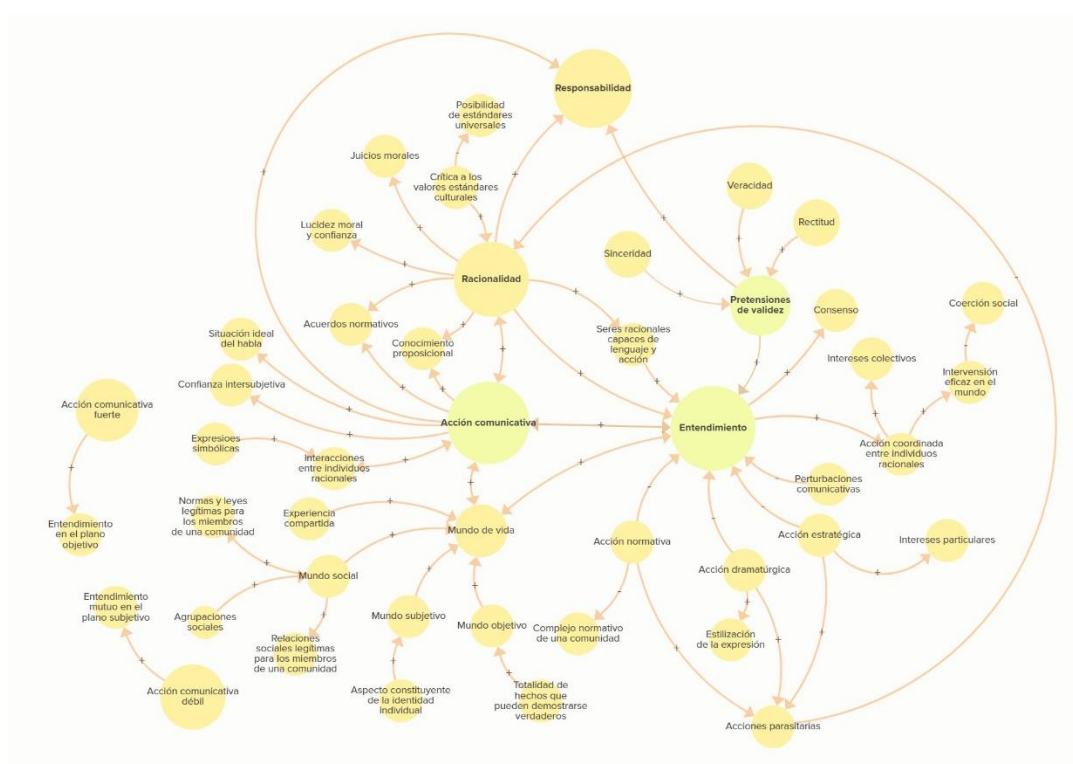 Responsabilidad
Posibilidad
de estándares
universales
Juicios morales
Crítica a los
valores estándares
culturales
Veracidad
Lucidez moral
y confianza
Rectitud
Sinceridad
Racionalidad
Pretensiones
de validez
Consenso
Coerción social
Situación ideal
del habla
Acuerdos normativos
Conocimiento
proposicional
Seres racionales
capaces de
lenguaje y
acción
Intereses colectivos
Confianza intersubjetiva
Intervención
eficaz en el
mundo
Acción comunicativa
fuerte
Acción comunicativa
Entendimiento
Expresioes
simbólicas
Interacciones
entre individuos
racionales
Acción coordinada
entre individuos
racionales
Perturbaciones
comunicativas
Normas y leyes
legítimas para
los miembros
de una comunidad
Experiencia
compartida
Entendimiento
en el plano
objetivo
Mundo de vida
Acción normativa
Acción estratégica
Intereses particulares
Mundo social
Acción dramatúrgica
Entendimiento
mutuo en el
plano subjetivo
Agrupaciones
sociales
Mundo subjetivo
Mundo objetivo
Complejo normativo
de una comunidad
Estilización
de la expresión
Relaciones
sociales legítimas
para los miembros
de una comunidad
Acción comunicativa
débil
Aspecto constituyente
de la identidad
individual
Totalidad de
hechos que
pueden demostrarse
verdaderos
Acciones parasitarias